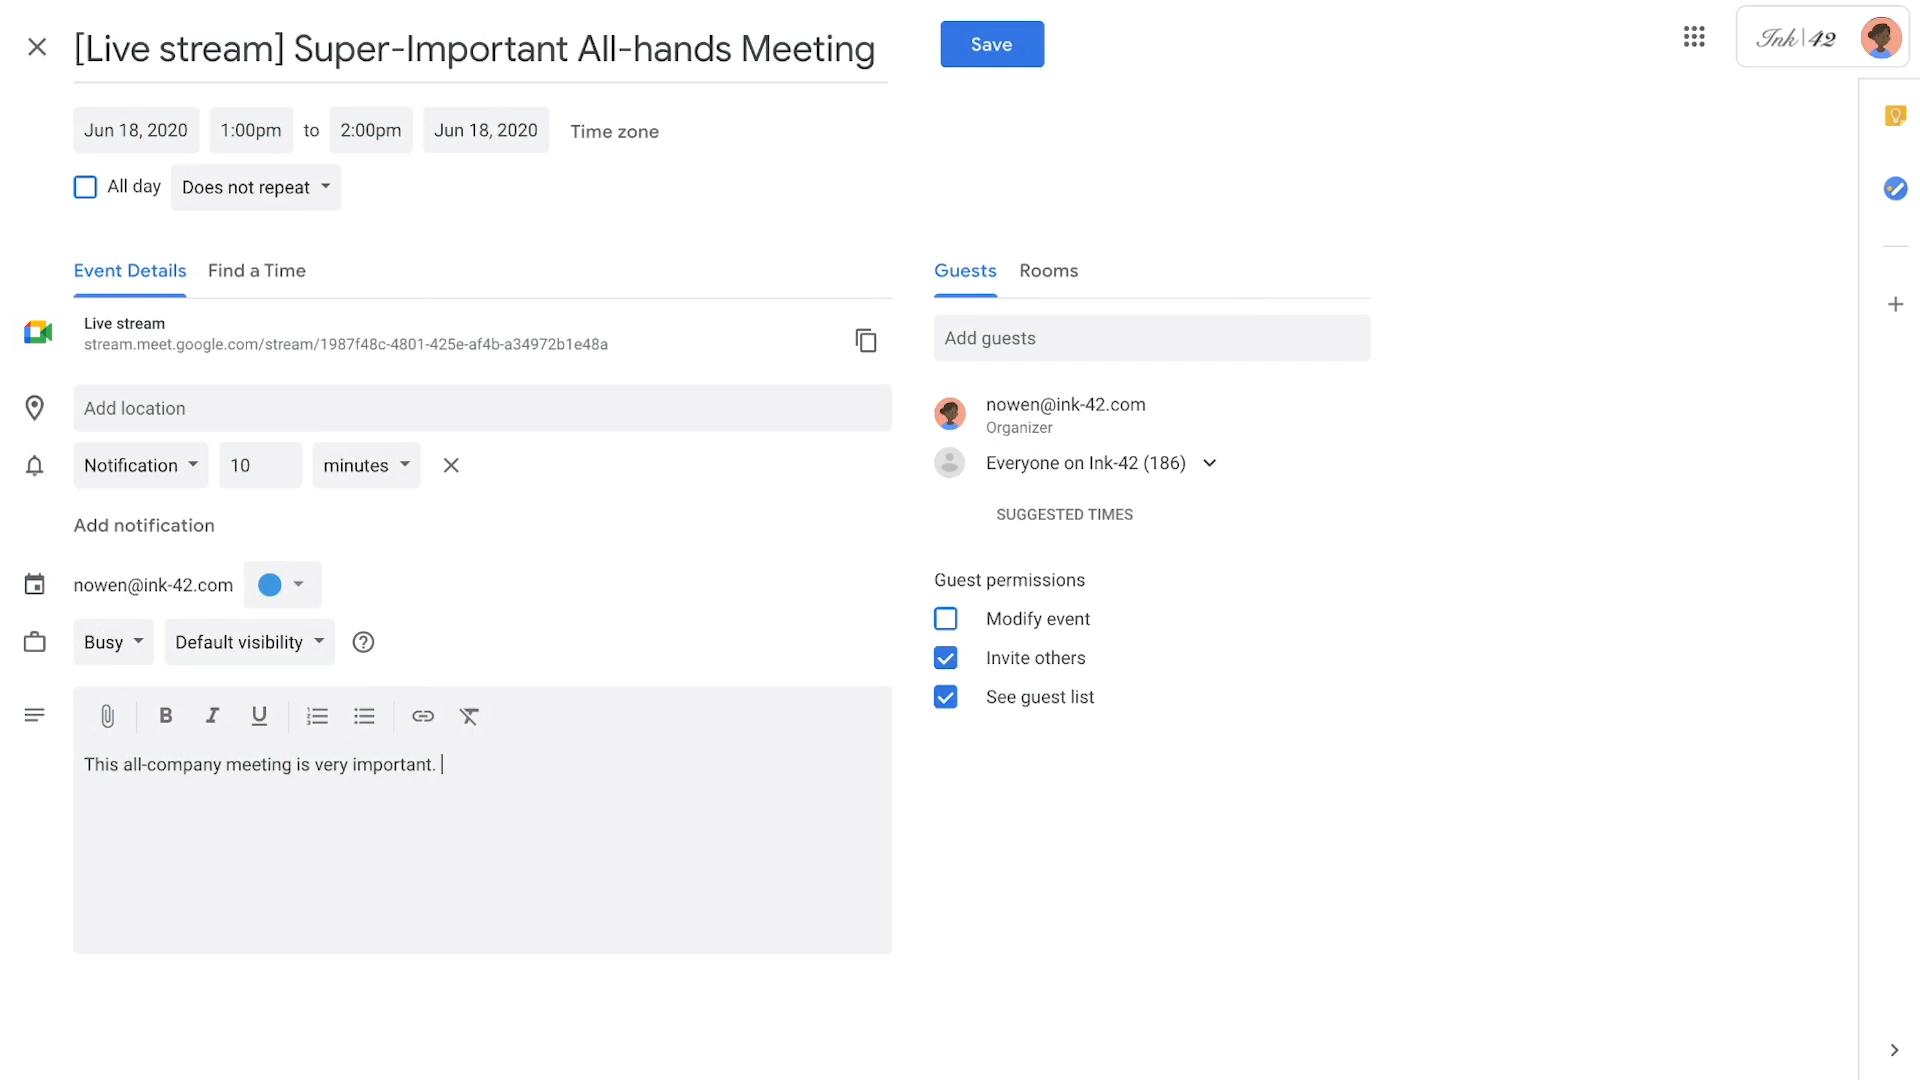 [Live stream] Super-Important All-hands Meeting
Save
Ink|42
Jun 18, 2020 1:00pm to 2:00pm Jun 18, 2020 Time zone
All day Does not repeat
Event Details Find a Time
Live stream
stream.meet.google.com/stream/1987f48c-4801-425e-af4b-a34972b1e48a
Add location
Notification 10 minutes
Add notification
nowen@ink-42.com
Busy Default visibility
B I U
This all-company meeting is very important.
Guests Rooms
Add guests
nowen@ink-42.com
Organizer
Everyone on Ink-42 (186)
SUGGESTED TIMES
Guest permissions
Modify event
Invite others
See guest list